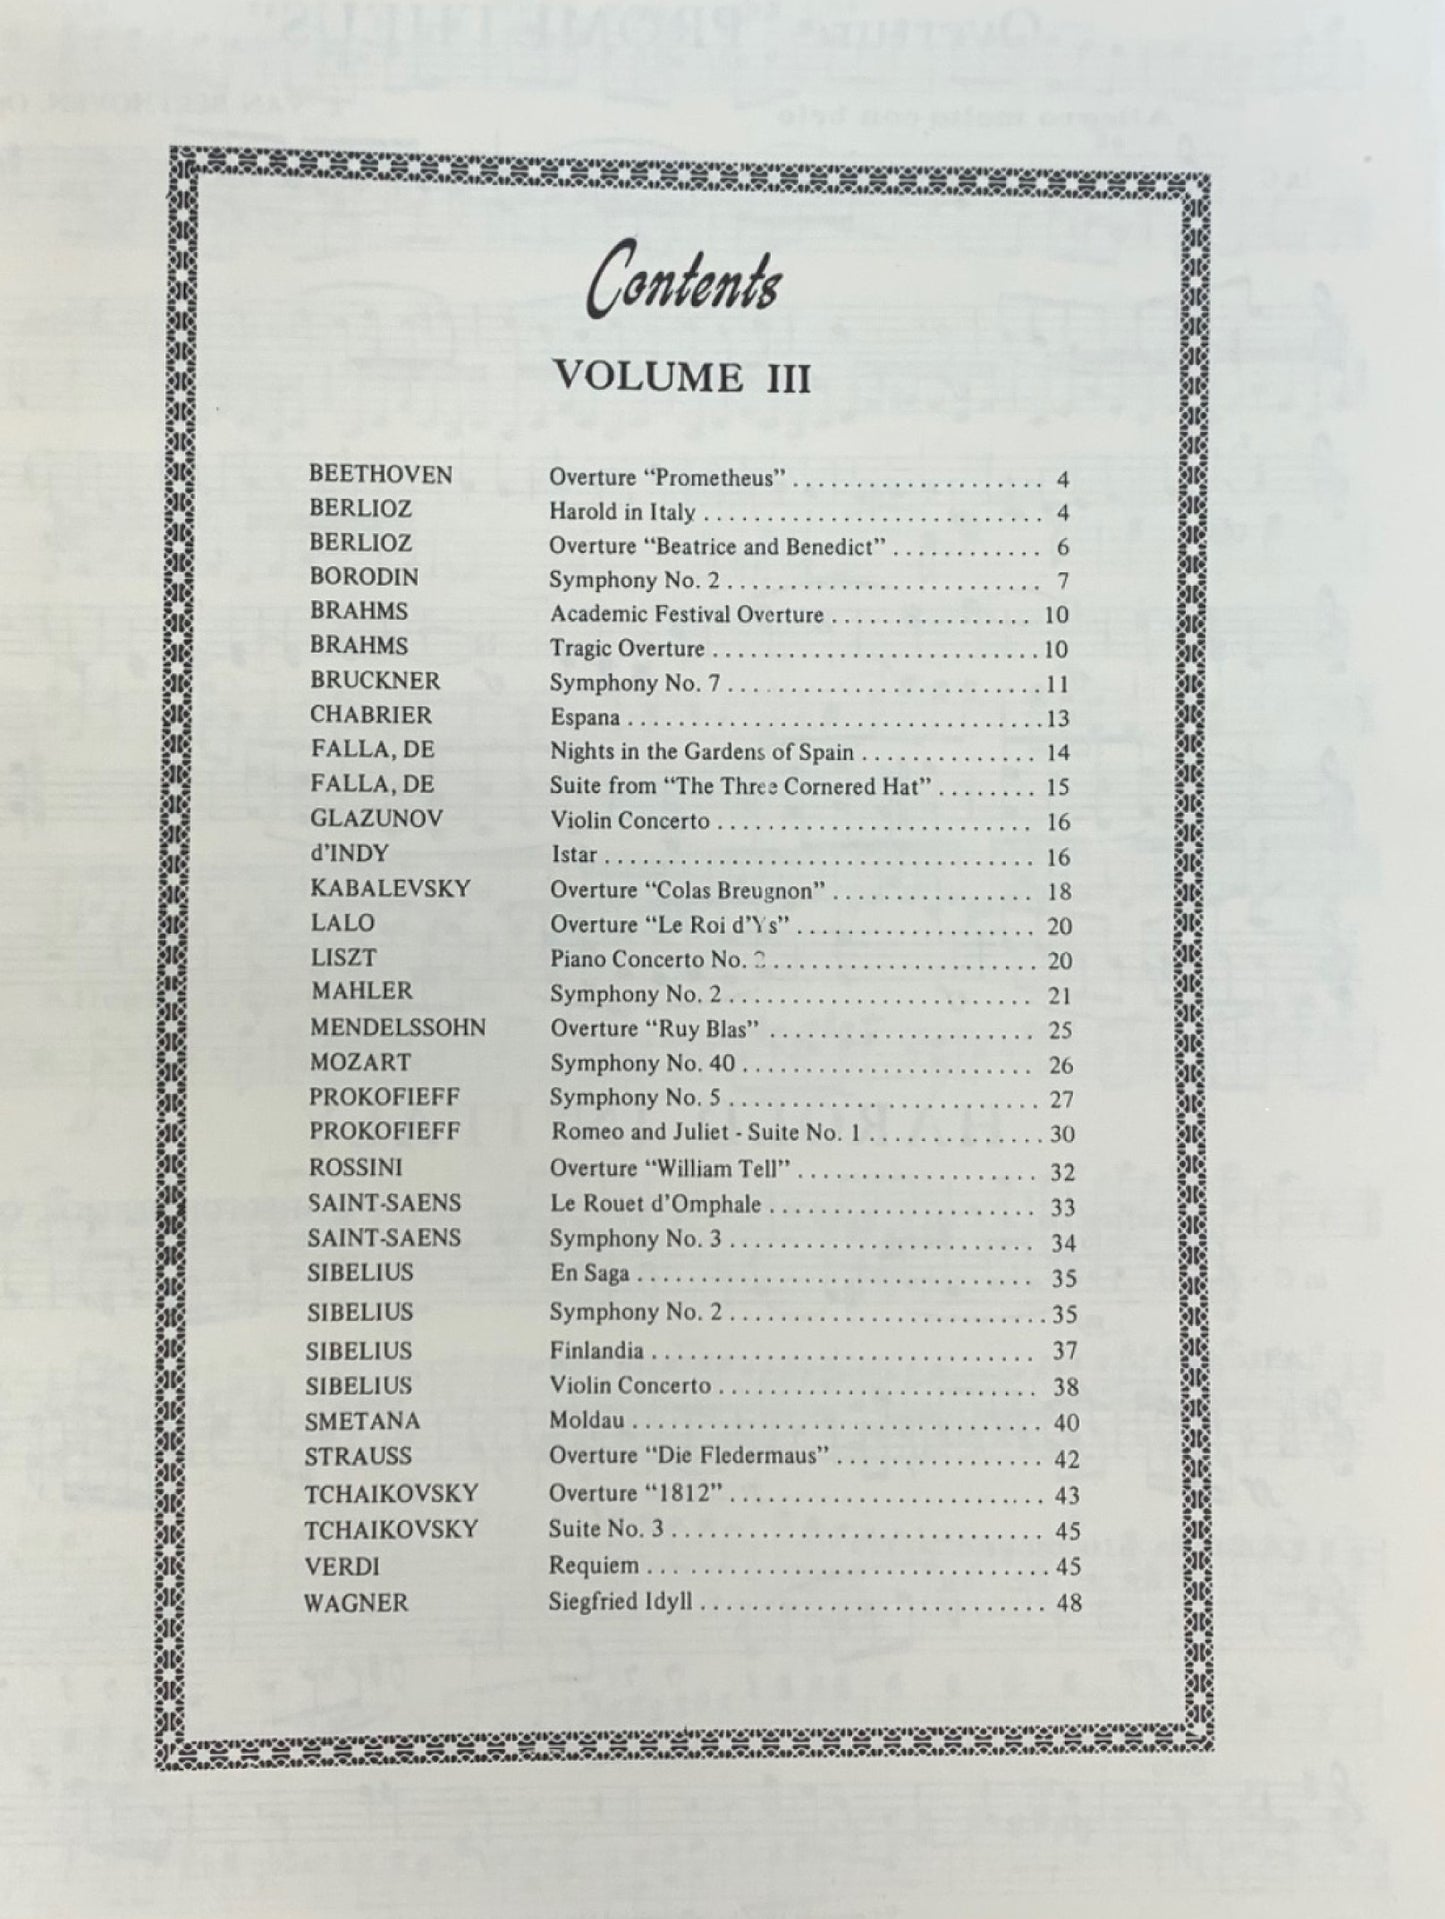 Contents
VOLUME III
BEETHOVEN Overture “Prometheus” . . . . . . . . . . . . . . . . . . . . 4
BERLIOZ Harold in Italy . . . . . . . . . . . . . . . . . . . . . . . . . . . 4
BERLIOZ Overture “Beatrice and Benedict” . . . . . . . . . . . . 6
BORODIN Symphony No. 2 . . . . . . . . . . . . . . . . . . . . . . . . . 7
BRAHMS Academic Festival Overture . . . . . . . . . . . . . . . . 10
BRAHMS Tragic Overture . . . . . . . . . . . . . . . . . . . . . . . . . . 10
BRUCKNER Symphony No. 7 . . . . . . . . . . . . . . . . . . . . . . . . . 11
CHABRIER Espana . . . . . . . . . . . . . . . . . . . . . . . . . . . . . . . . . 13
FALLA, DE Nights in the Gardens of Spain . . . . . . . . . . . . . . 14
FALLA, DE Suite from “The Three Cornered Hat” . . . . . . . . 15
GLAZUNOV Violin Concerto . . . . . . . . . . . . . . . . . . . . . . . . . 16
d’INDY Istar . . . . . . . . . . . . . . . . . . . . . . . . . . . . . . . . . . 16
KABALEVSKY Overture “Colas Breugnon” . . . . . . . . . . . . . . . . 18
LALO Overture “Le Roi d’Ys” . . . . . . . . . . . . . . . . . . . 20
LISZT Piano Concerto No. 2 . . . . . . . . . . . . . . . . . . . . . 20
MAHLER Symphony No. 2 . . . . . . . . . . . . . . . . . . . . . . . . 21
MENDELSSOHN Overture “Ruy Blas” . . . . . . . . . . . . . . . . . . . . . 25
MOZART Symphony No. 40 . . . . . . . . . . . . . . . . . . . . . . . 26
PROKOFIEFF Symphony No. 5 . . . . . . . . . . . . . . . . . . . . . . . . . 27
PROKOFIEFF Romeo and Juliet - Suite No. 1 . . . . . . . . . . . . . . 30
ROSSINI Overture “William Tell” . . . . . . . . . . . . . . . . . . . 32
SAINT-SAENS Le Rouet d’Omphale . . . . . . . . . . . . . . . . . . . . . 33
SAINT-SAENS Symphony No. 3 . . . . . . . . . . . . . . . . . . . . . . . . 34
SIBELIUS En Saga . . . . . . . . . . . . . . . . . . . . . . . . . . . . . . . 35
SIBELIUS Symphony No. 2 . . . . . . . . . . . . . . . . . . . . . . . . . 35
SIBELIUS Finlandia . . . . . . . . . . . . . . . . . . . . . . . . . . . . . . 37
SIBELIUS Violin Concerto . . . . . . . . . . . . . . . . . . . . . . . . . 38
SMETANA Moldau . . . . . . . . . . . . . . . . . . . . . . . . . . . . . . . . 40
STRAUSS Overture “Die Fledermaus” . . . . . . . . . . . . . . . . 42
TCHAIKOVSKY Overture “1812” . . . . . . . . . . . . . . . . . . . . . . . . . 43
TCHAIKOVSKY Suite No. 3 . . . . . . . . . . . . . . . . . . . . . . . . . . . . . 45
VERDI Requiem . . . . . . . . . . . . . . . . . . . . . . . . . . . . . . . 45
WAGNER Siegfried Idyll . . . . . . . . . . . . . . . . . . . . . . . . . . . 48